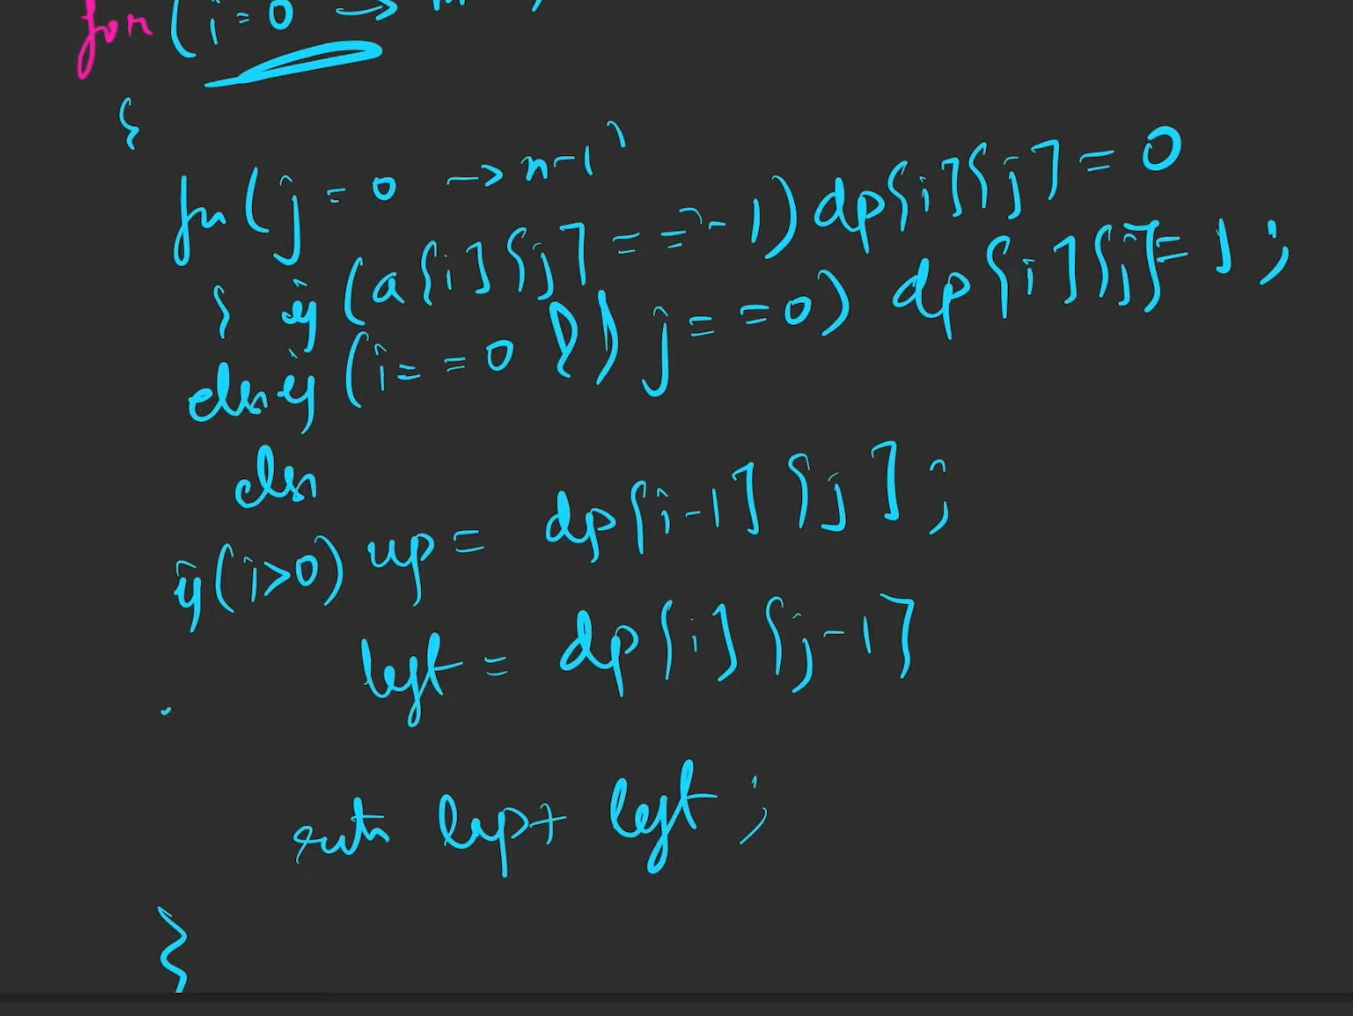 for (i = 0 →
{
for (j = 0 → n-1)
{ if (a[i][j] == -1) dp[i][j] = 0
else if (i == 0 && j == 0) dp[i][j] = 1;
else
if (i>0) up = dp[i-1][j];
left = dp[i][j-1]
return up + left;
}